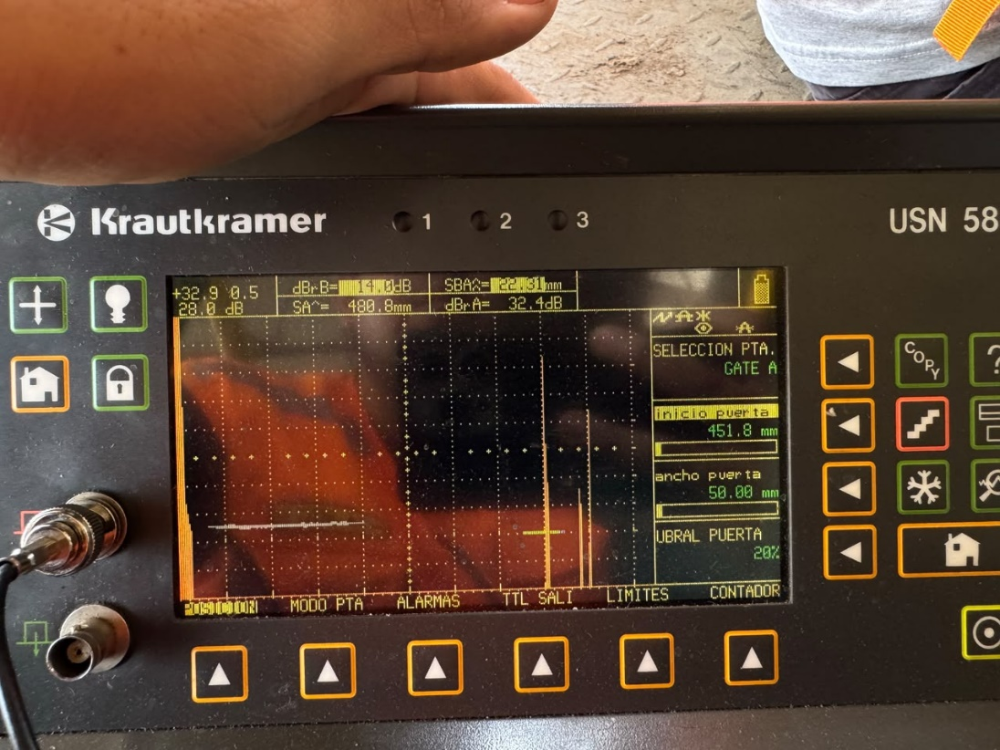 Krautkramer
1 2 3
USN 58
+32.9 0.5 dBrB= 14.0dB SBA^= 22.31mm
28.0 dB SA^= 480.8mm dBrA= 32.4dB
SELECCION PTA.
GATE A
inicio puerta
451.8 mm
ancho puerta
50.00 mm
UBRAL PUERTA
20%
POSICION MODO PTA ALARMAS TTL SALI LIMITES CONTADOR
COPY
?